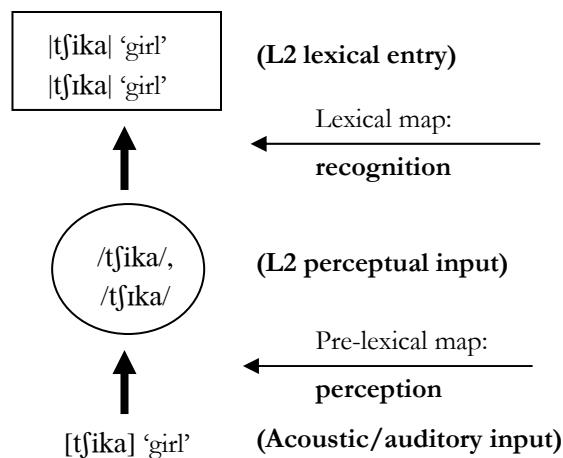 |tʃika| ‘girl’
|tʃɪka| ‘girl’
(L2 lexical entry)
Lexical map:
recognition
/tʃika/,
/tʃɪka/
(L2 perceptual input)
Pre-lexical map:
perception
[tʃika] ‘girl’
(Acoustic/auditory input)